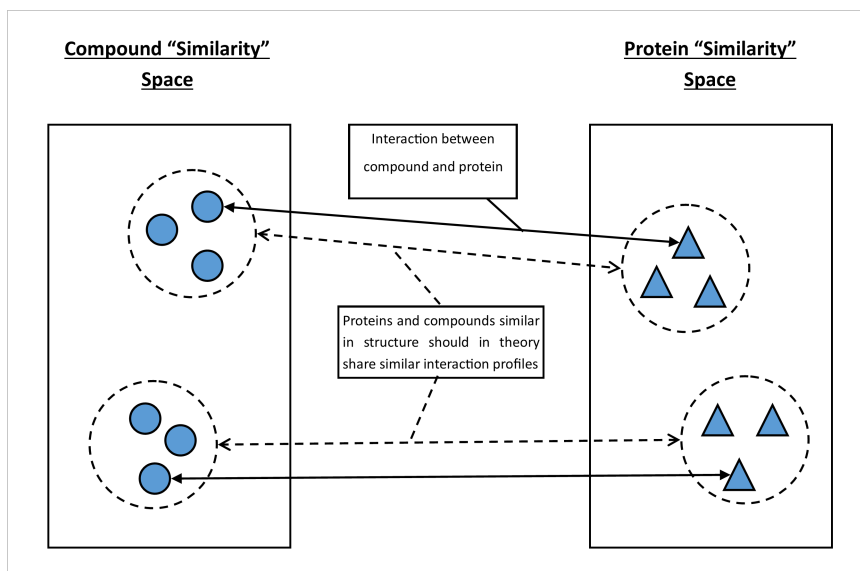 Compound “Similarity”
Space
Protein “Similarity”
Space
Interaction between
compound and protein
Proteins and compounds similar
in structure should in theory
share similar interaction profiles